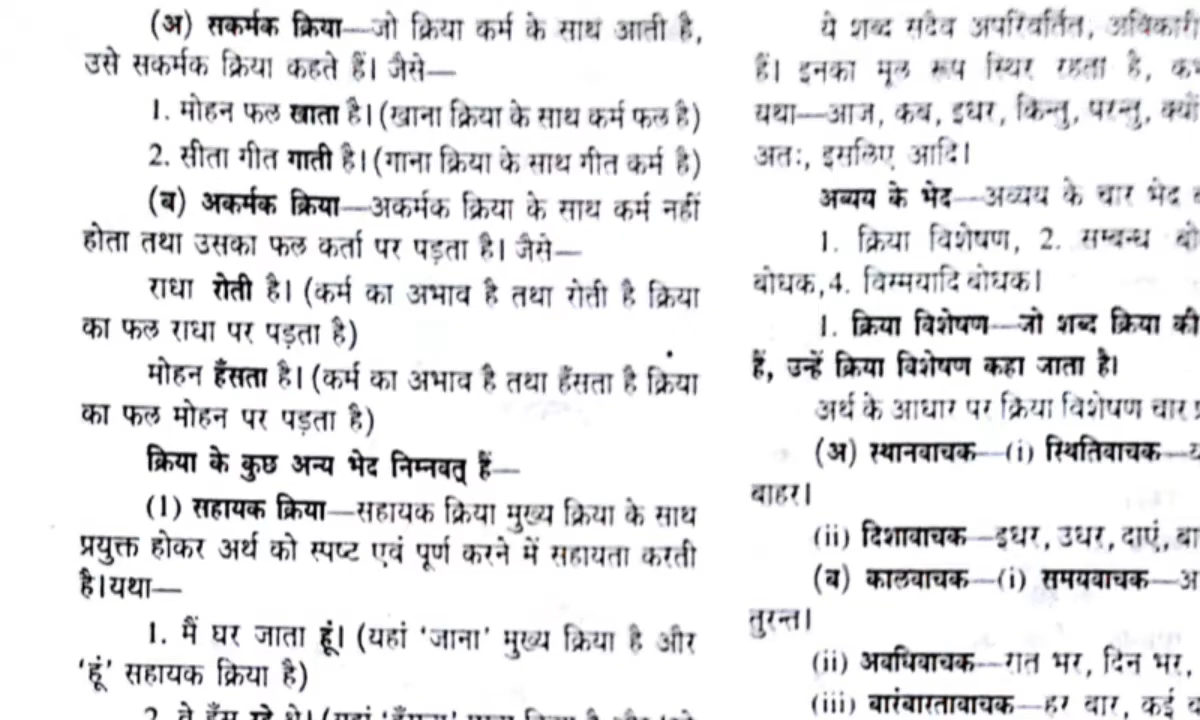 (अ) सकर्मक क्रिया—जो क्रिया कर्म के साथ आती है,
उसे सकर्मक क्रिया कहते हैं। जैसे—
1. मोहन फल खाता है। (खाना क्रिया के साथ कर्म फल है)
2. सीता गीत गाती है। (गाना क्रिया के साथ गीत कर्म है)
(ब) अकर्मक क्रिया—अकर्मक क्रिया के साथ कर्म नहीं
होता तथा उसका फल कर्ता पर पड़ता है। जैसे—
राधा रोती है। (कर्म का अभाव है तथा रोती है क्रिया
का फल राधा पर पड़ता है)
मोहन हँसता है। (कर्म का अभाव है तथा हँसता है क्रिया
का फल मोहन पर पड़ता है)
क्रिया के कुछ अन्य भेद निम्नवत् हैं—
(1) सहायक क्रिया—सहायक क्रिया मुख्य क्रिया के साथ
प्रयुक्त होकर अर्थ को स्पष्ट एवं पूर्ण करने में सहायता करती
है। यथा—
1. मैं घर जाता हूं। (यहां 'जाना' मुख्य क्रिया है और
'हूं' सहायक क्रिया है)
2. वे हँस रहे थे। (यहां 'हँसना' मुख्य क्रिया है और
ये शब्द सदैव अपरिवर्तित, अविकारी
हैं। इनका मूल रूप स्थिर रहता है,
यथा—आज, कब, इधर, किन्तु, परन्तु, क्यों
अतः, इसलिए आदि।
अव्यय के भेद—अव्यय के चार भेद
1. क्रिया विशेषण, 2. सम्बन्ध
बोधक, 4. विस्मयादि बोधक।
1. क्रिया विशेषण—जो शब्द क्रिया की
हैं, उन्हें क्रिया विशेषण कहा जाता है।
अर्थ के आधार पर क्रिया विशेषण चार
(अ) स्थानवाचक—(i) स्थितिवाचक—
बाहर।
(ii) दिशावाचक—इधर, उधर, दाएं,
(ब) कालवाचक—(i) समयवाचक—
तुरन्त।
(ii) अवधिवाचक—रात भर, दिन भर,
(iii) बारंबारतावाचक—हर बार, कई